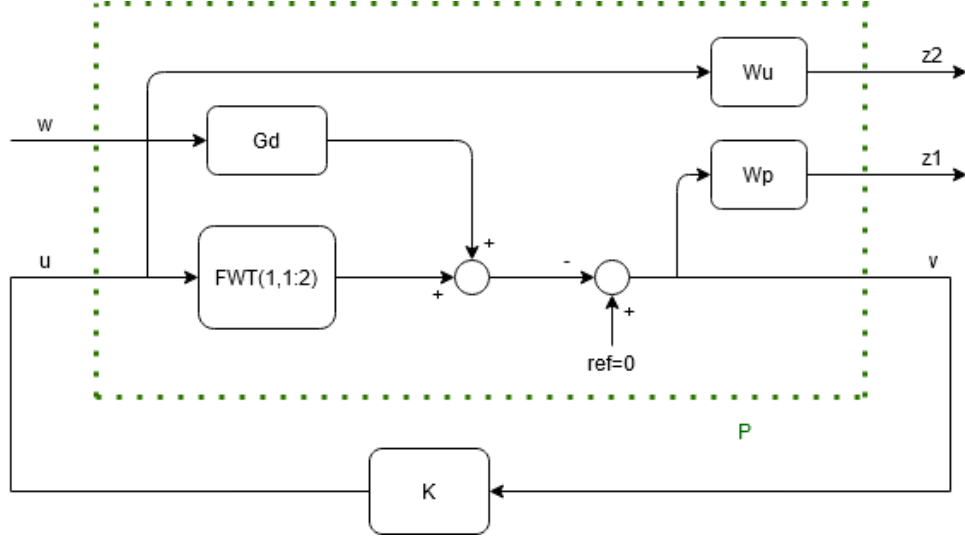 z2
Wu
w
Gd
z1
Wp
+
u
FWT(1,1:2)
-
v
+
+
ref=0
P
K